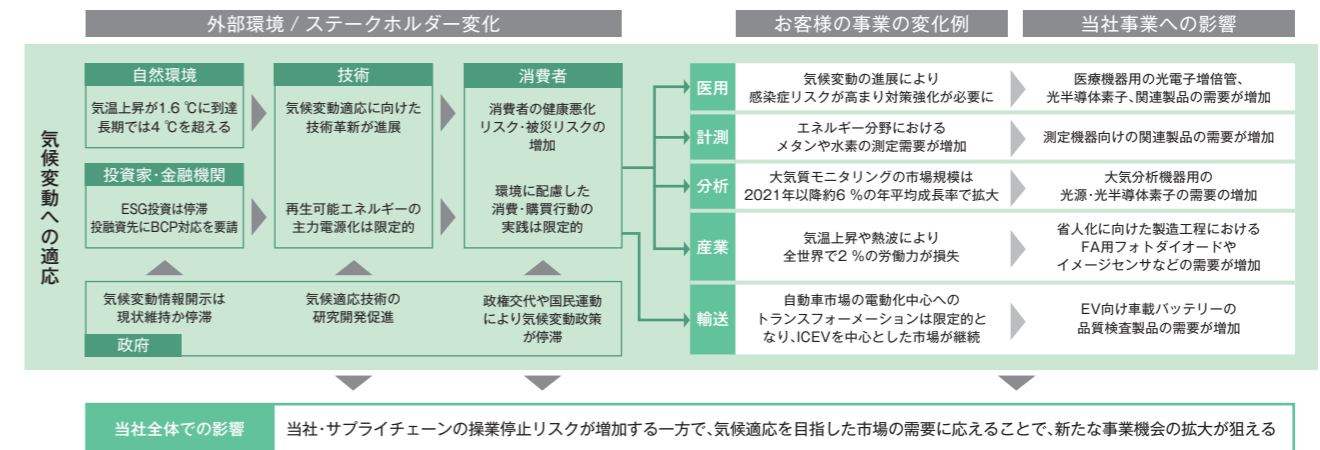 外部環境 / ステークホルダー変化
お客様の事業の変化例
当社事業への影響
気候変動への適応
自然環境
気温上昇が1.6 ℃に到達
長期では4 ℃を超える
投資家・金融機関
ESG投資は停滞
投融資先にBCP対応を要請
技術
気候変動適応に向けた
技術革新が進展
再生可能エネルギーの
主力電源化は限定的
消費者
消費者の健康悪化
リスク・被災リスクの
増加
環境に配慮した
消費・購買行動の
実践は限定的
気候変動情報開示は
現状維持か停滞
気候適応技術の
研究開発促進
政権交代や国民運動
により気候変動政策
が停滞
政府
医用
気候変動の進展により
感染症リスクが高まり対策強化が必要に
医療機器用の光電子増倍管、
光半導体素子、関連製品の需要が増加
計測
エネルギー分野における
メタンや水素の測定需要が増加
測定機器向けの関連製品の需要が増加
分析
大気質モニタリングの市場規模は
2021年以降約6 %の年平均成長率で拡大
大気分析機器用の
光源・光半導体素子の需要の増加
産業
気温上昇や熱波により
全世界で2 %の労働力が損失
省人化に向けた製造工程における
FA用フォトダイオードや
イメージセンサなどの需要が増加
輸送
自動車市場の電動化中心への
トランスフォーメーションは限定的と
なり、ICEVを中心とした市場が継続
EV向け車載バッテリーの
品質検査製品の需要が増加
当社全体での影響
当社・サプライチェーンの操業停止リスクが増加する一方で、気候適応を目指した市場の需要に応えることで、新たな事業機会の拡大が狙える